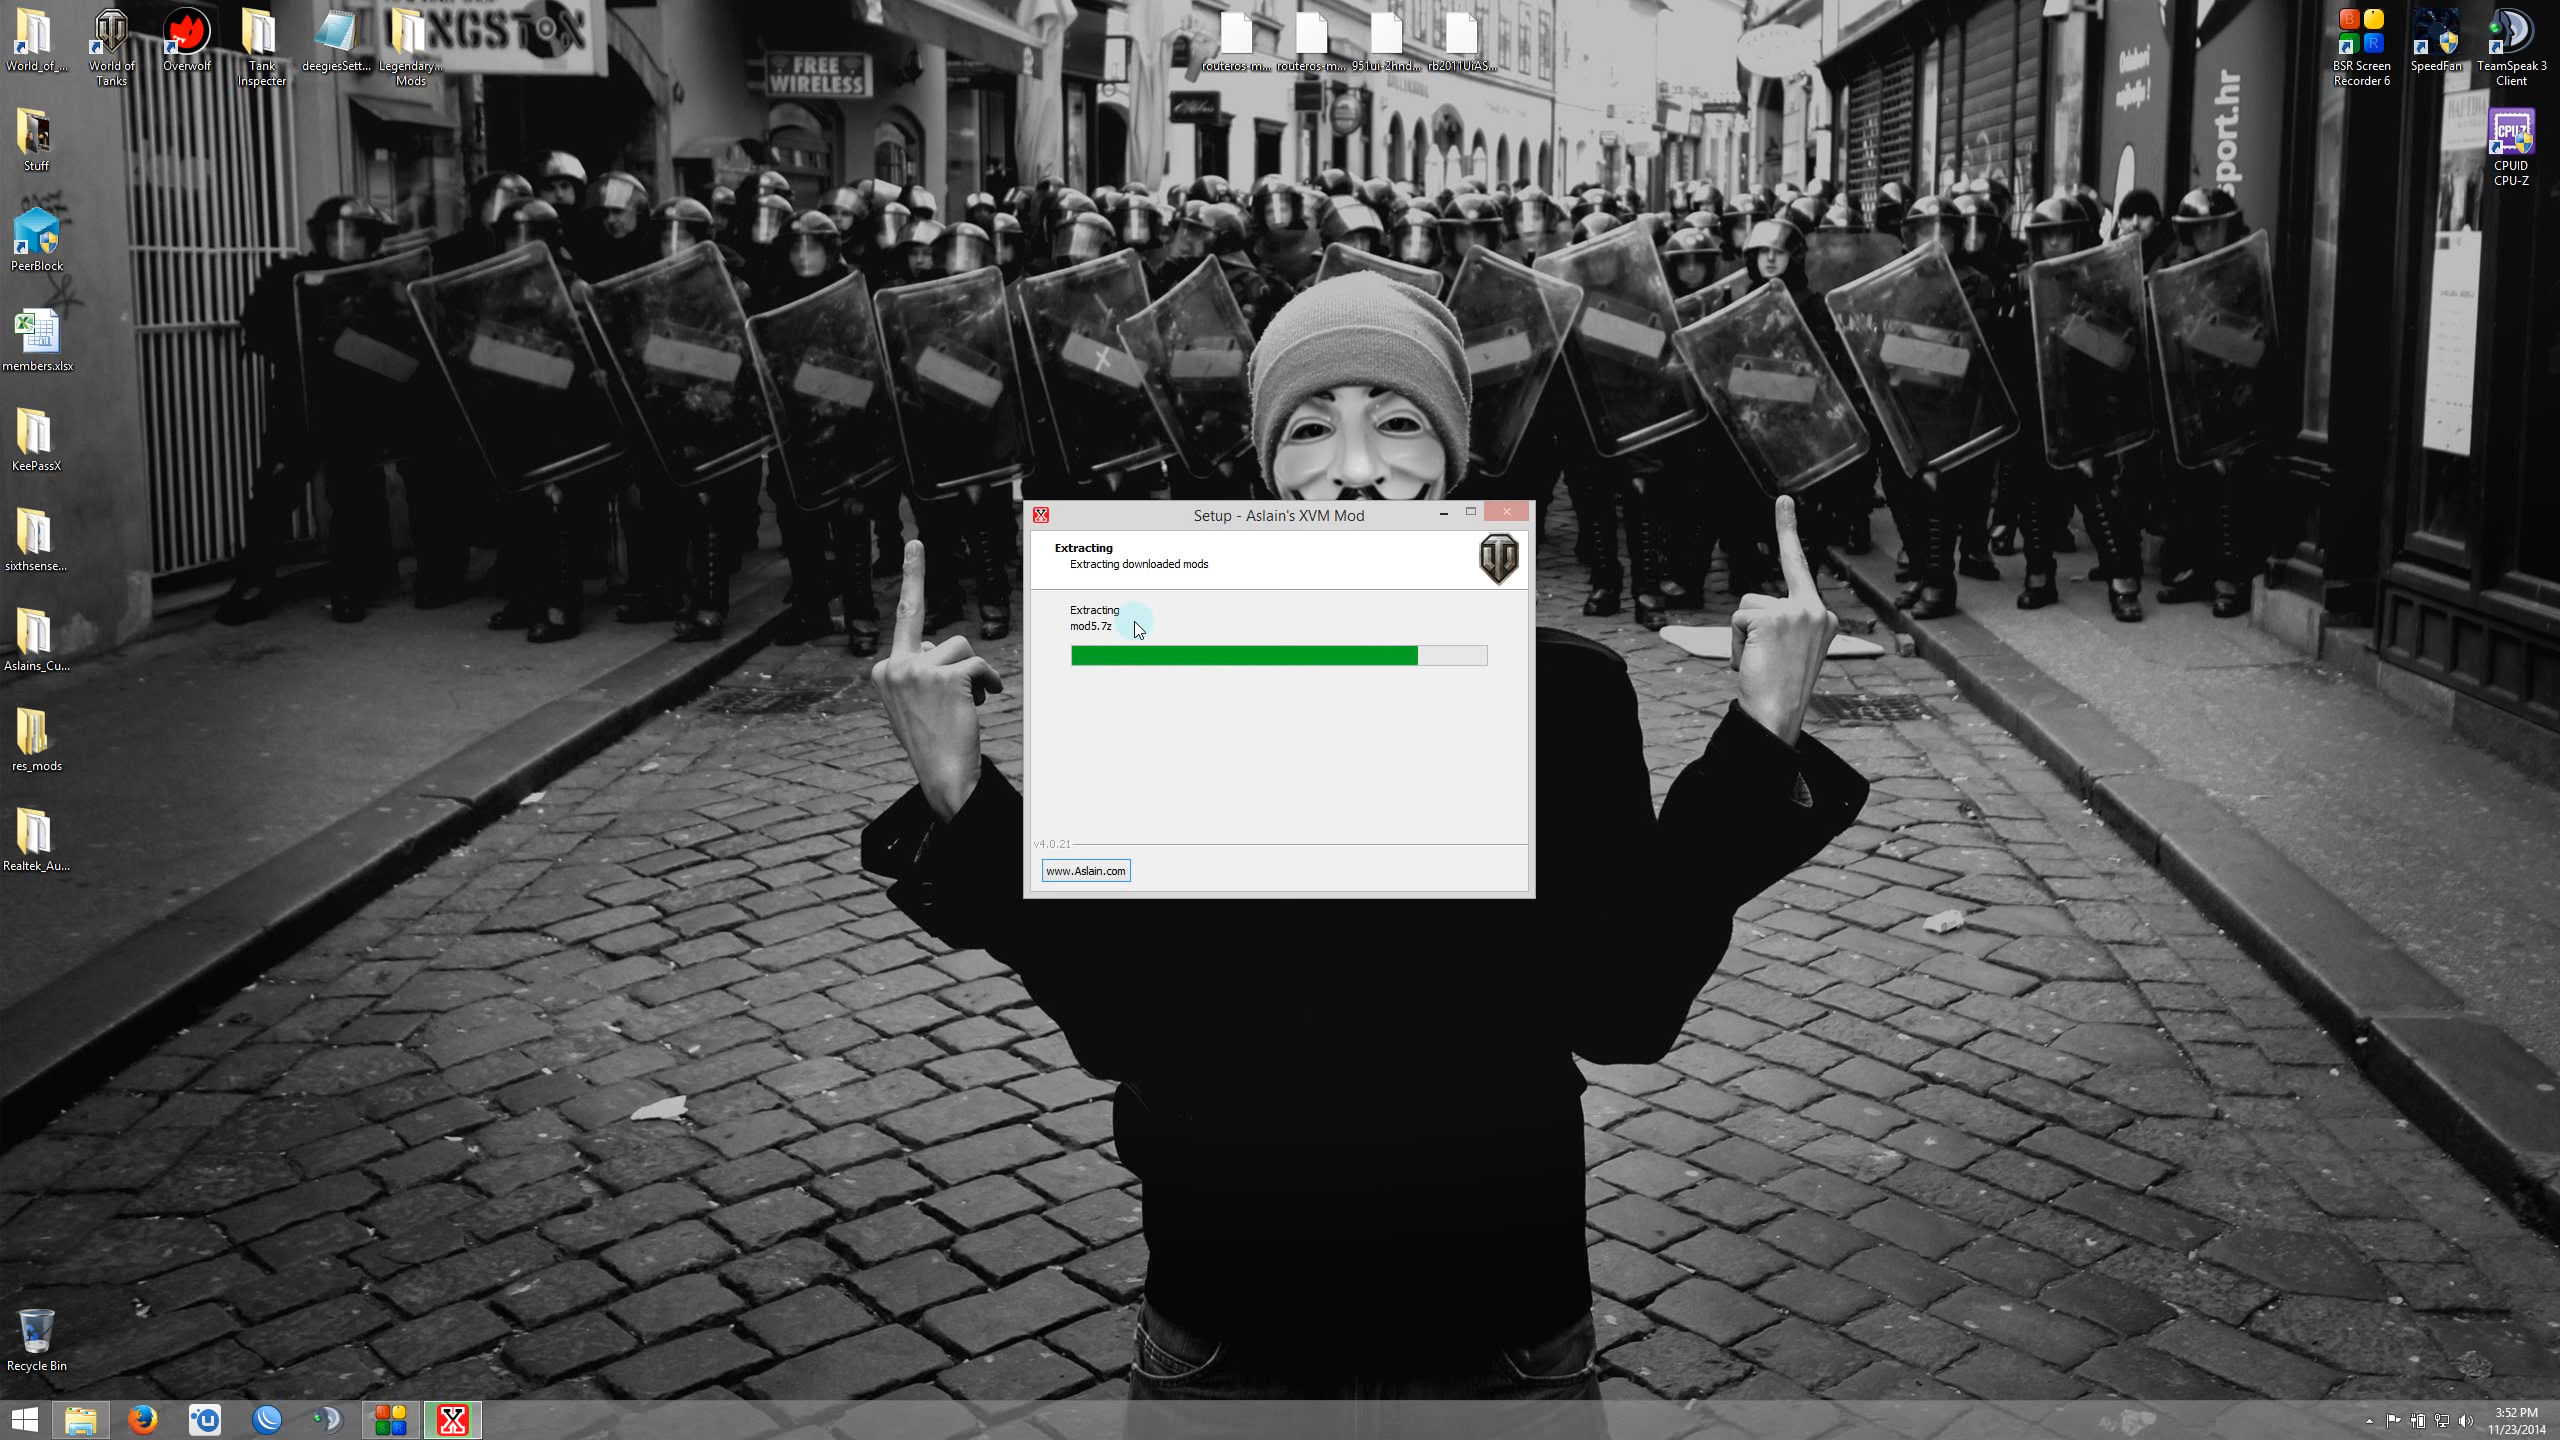 World_of_...
World of
Tanks
Overwolf
Tank
Inspecter
deegiesSett...
Legendary...
Mods
routeros-m...
routeros-m...
951ui-2hnd...
rb2011UiAS...
BSR Screen
Recorder 6
SpeedFan
TeamSpeak 3
Client
Stuff
CPUID
CPU-Z
PeerBlock
members.xlsx
KeePassX
sixthsense...
Aslains_Cu...
res_mods
Realtek_Au...
Recycle Bin
FREE
WIRELESS
sport.hr
Setup - Aslain's XVM Mod
Extracting
Extracting downloaded mods
Extracting
mod5.7z
v4.0.21
www.Aslain.com
3:52 PM
11/23/2014